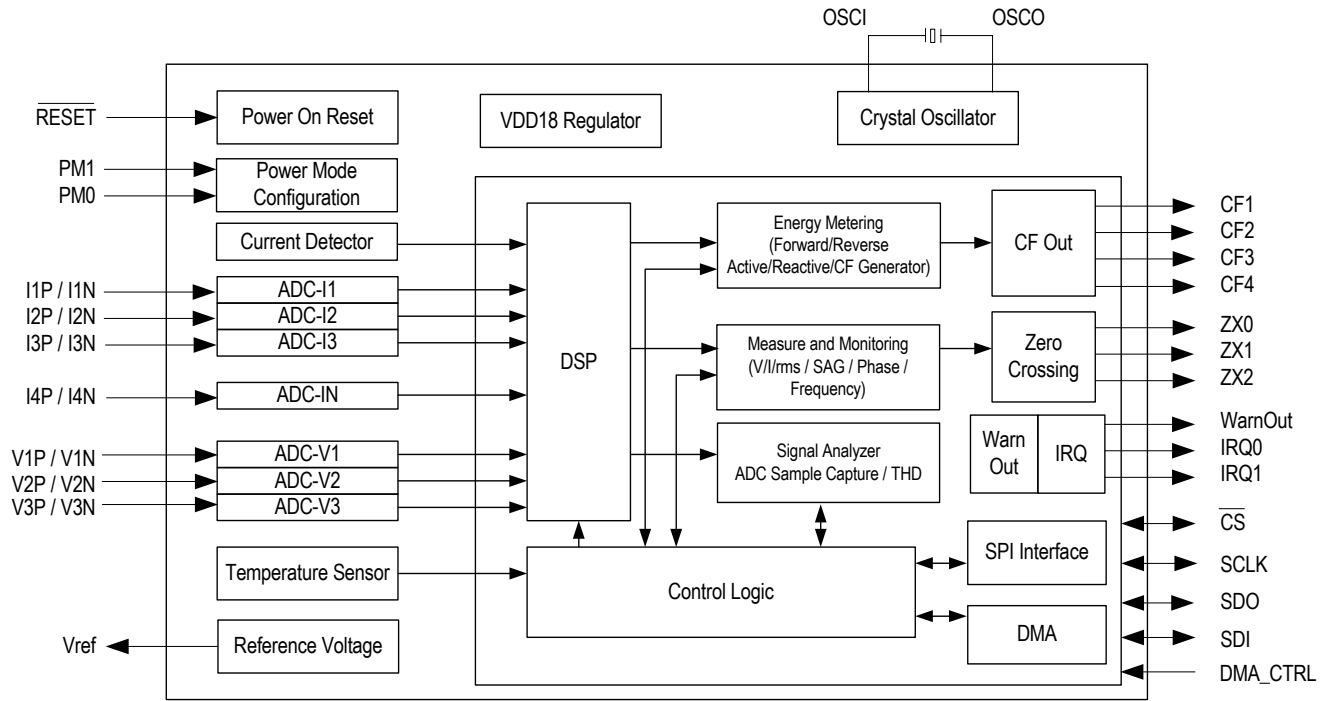 OSCI
OSCO
RESET
Power On Reset
VDD18 Regulator
Crystal Oscillator
PM1
PM0
Power Mode
Configuration
Current Detector
I1P / I1N
ADC-I1
I2P / I2N
ADC-I2
I3P / I3N
ADC-I3
I4P / I4N
ADC-IN
V1P / V1N
ADC-V1
V2P / V2N
ADC-V2
V3P / V3N
ADC-V3
Temperature Sensor
Vref
Reference Voltage
DSP
Energy Metering
(Forward/Reverse
Active/Reactive/CF Generator)
CF Out
CF1
CF2
CF3
CF4
Measure and Monitoring
(V/I/rms / SAG / Phase /
Frequency)
Zero
Crossing
ZX0
ZX1
ZX2
Signal Analyzer
ADC Sample Capture / THD
Warn
Out
IRQ
WarnOut
IRQ0
IRQ1
Control Logic
SPI Interface
DMA
CS
SCLK
SDO
SDI
DMA_CTRL